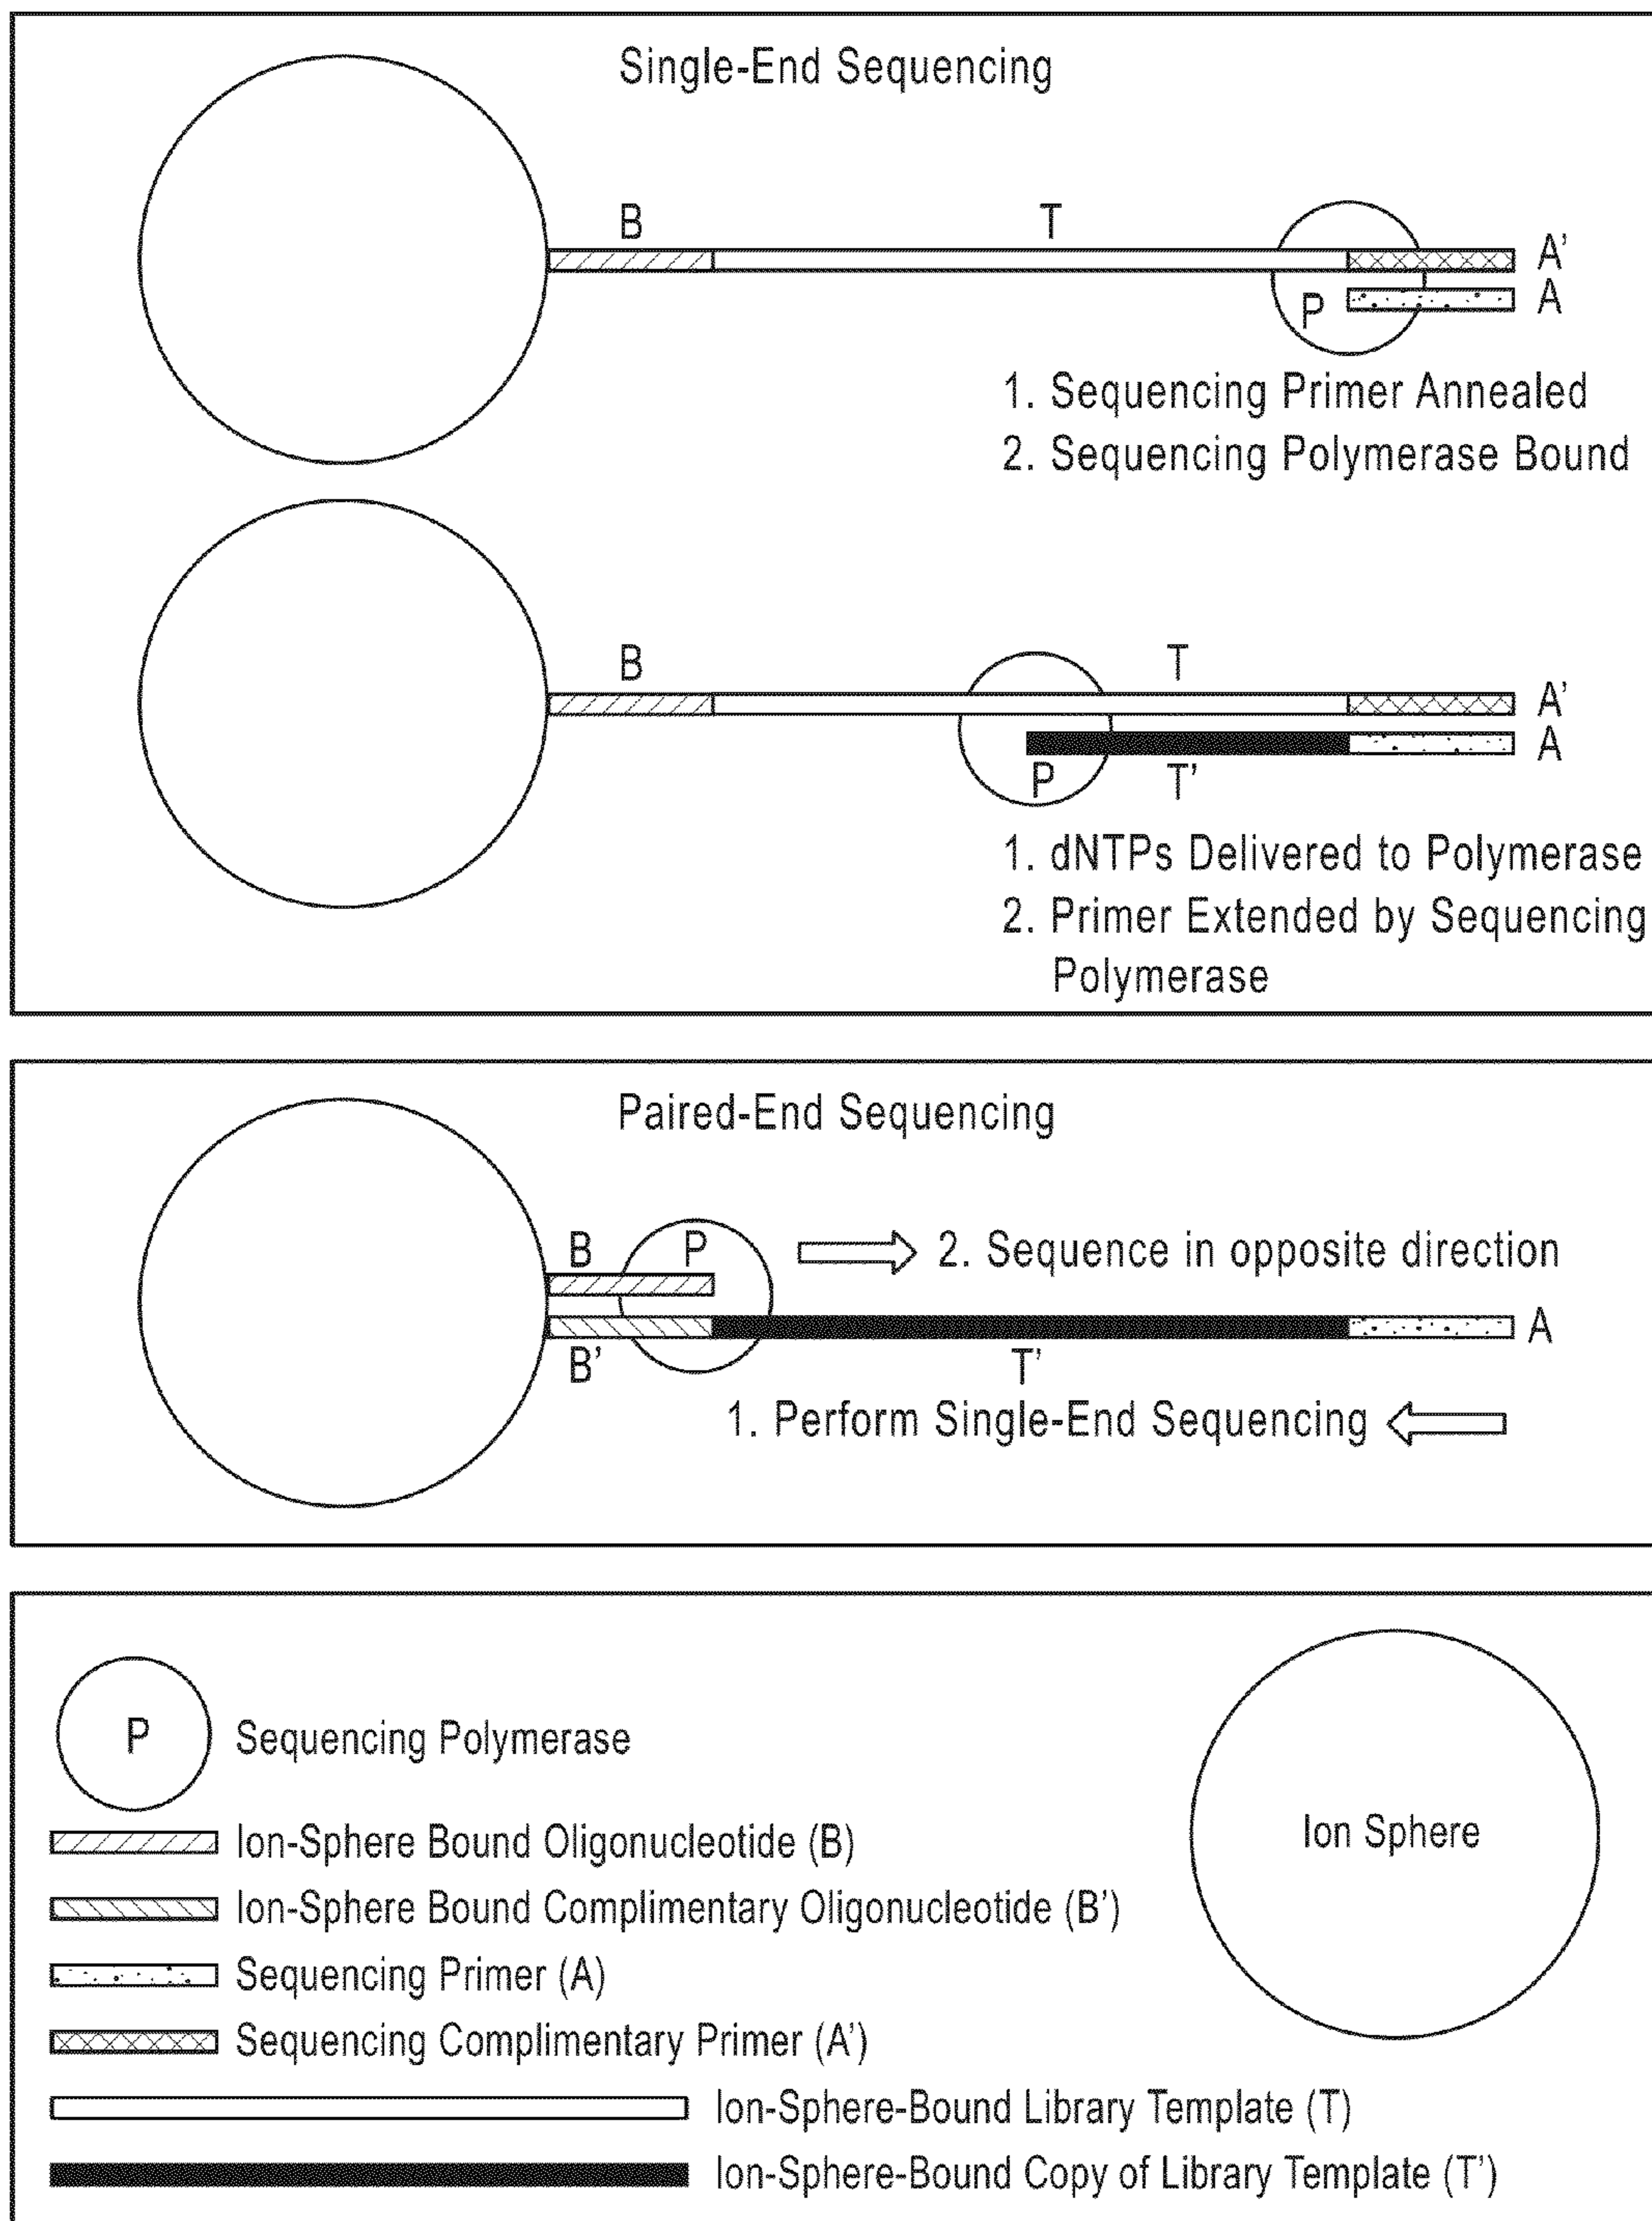 Single-End Sequencing
B
T
A’
P
A
1. Sequencing Primer Annealed
2. Sequencing Polymerase Bound
B
T
A’
A
P
T’
1. dNTPs Delivered to Polymerase
2. Primer Extended by Sequencing
Polymerase
Paired-End Sequencing
B
P
2. Sequence in opposite direction
A
B’
T’
1. Perform Single-End Sequencing
P
Sequencing Polymerase
Ion Sphere
Ion-Sphere Bound Oligonucleotide (B)
Ion-Sphere Bound Complimentary Oligonucleotide (B’)
Sequencing Primer (A)
Sequencing Complimentary Primer (A’)
Ion-Sphere-Bound Library Template (T)
Ion-Sphere-Bound Copy of Library Template (T’)